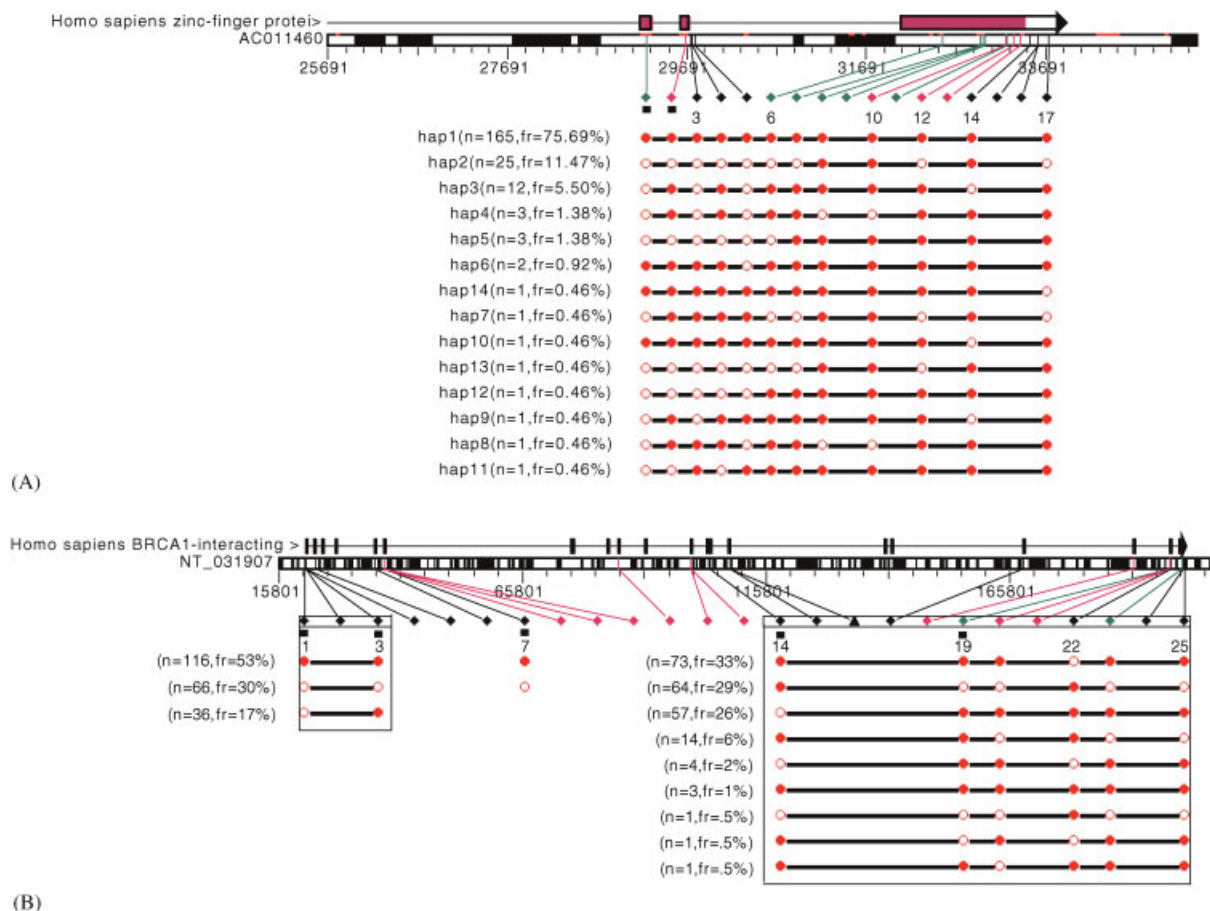 Homo sapiens zinc-finger protei>
AC011460
25691 27691 29691 31691 33691
3 6 10 12 14 17
hap1(n=165,fr=75.69%)
hap2(n=25,fr=11.47%)
hap3(n=12,fr=5.50%)
hap4(n=3,fr=1.38%)
hap5(n=3,fr=1.38%)
hap6(n=2,fr=0.92%)
hap14(n=1,fr=0.46%)
hap7(n=1,fr=0.46%)
hap10(n=1,fr=0.46%)
hap13(n=1,fr=0.46%)
hap12(n=1,fr=0.46%)
hap9(n=1,fr=0.46%)
hap8(n=1,fr=0.46%)
hap11(n=1,fr=0.46%)
(A)
Homo sapiens BRCA1-interacting >
NT_031907
15801 65801 115801 165801
1 3 7 14 19 22 25
(n=116,fr=53%) (n=73,fr=33%)
(n=66,fr=30%) (n=64,fr=29%)
(n=36,fr=17%) (n=57,fr=26%)
(n=14,fr=6%)
(n=4,fr=2%)
(n=3,fr=1%)
(n=1,fr=.5%)
(n=1,fr=.5%)
(n=1,fr=.5%)
(B)